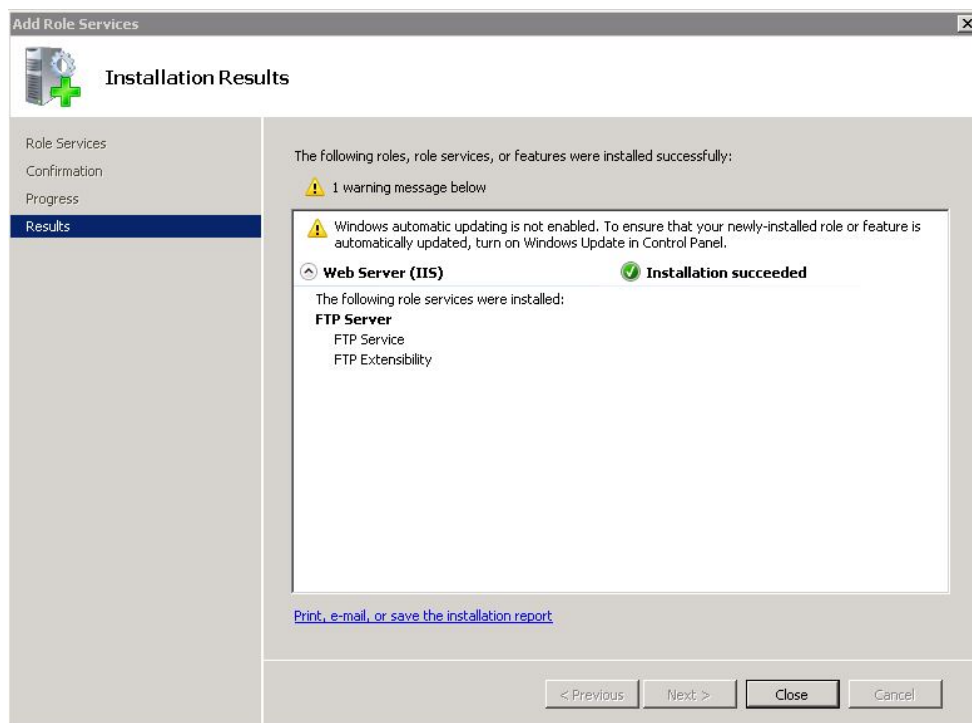 Add Role Services
Installation Results
Role Services
Confirmation
Progress
Results
The following roles, role services, or features were installed successfully:
1 warning message below
Windows automatic updating is not enabled. To ensure that your newly-installed role or feature is
automatically updated, turn on Windows Update in Control Panel.
Web Server (IIS)
Installation succeeded
The following role services were installed:
FTP Server
FTP Service
FTP Extensibility
Print, e-mail, or save the installation report
< Previous
Next >
Close
Cancel